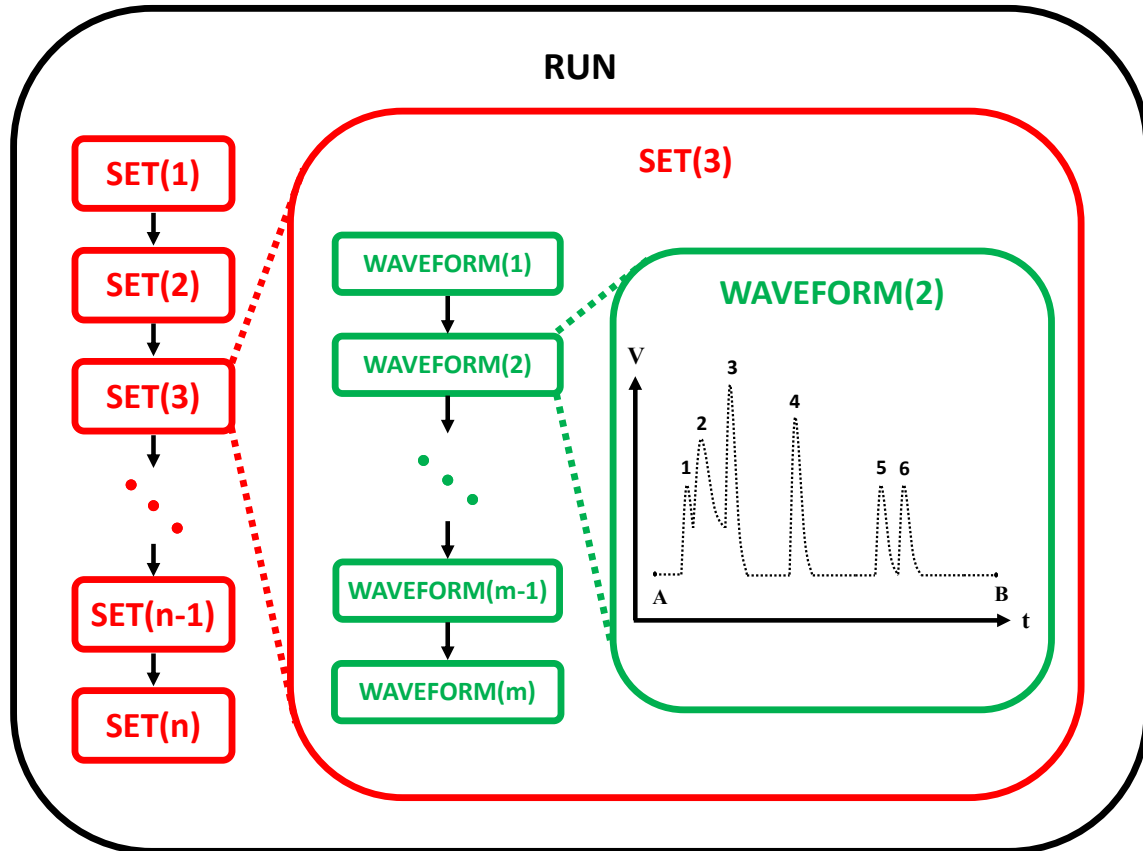 RUN
SET(1)
SET(2)
SET(3)
SET(n-1)
SET(n)
SET(3)
WAVEFORM(1)
WAVEFORM(2)
WAVEFORM(m-1)
WAVEFORM(m)
WAVEFORM(2)
V
1
2
3
4
5
6
A
B
t